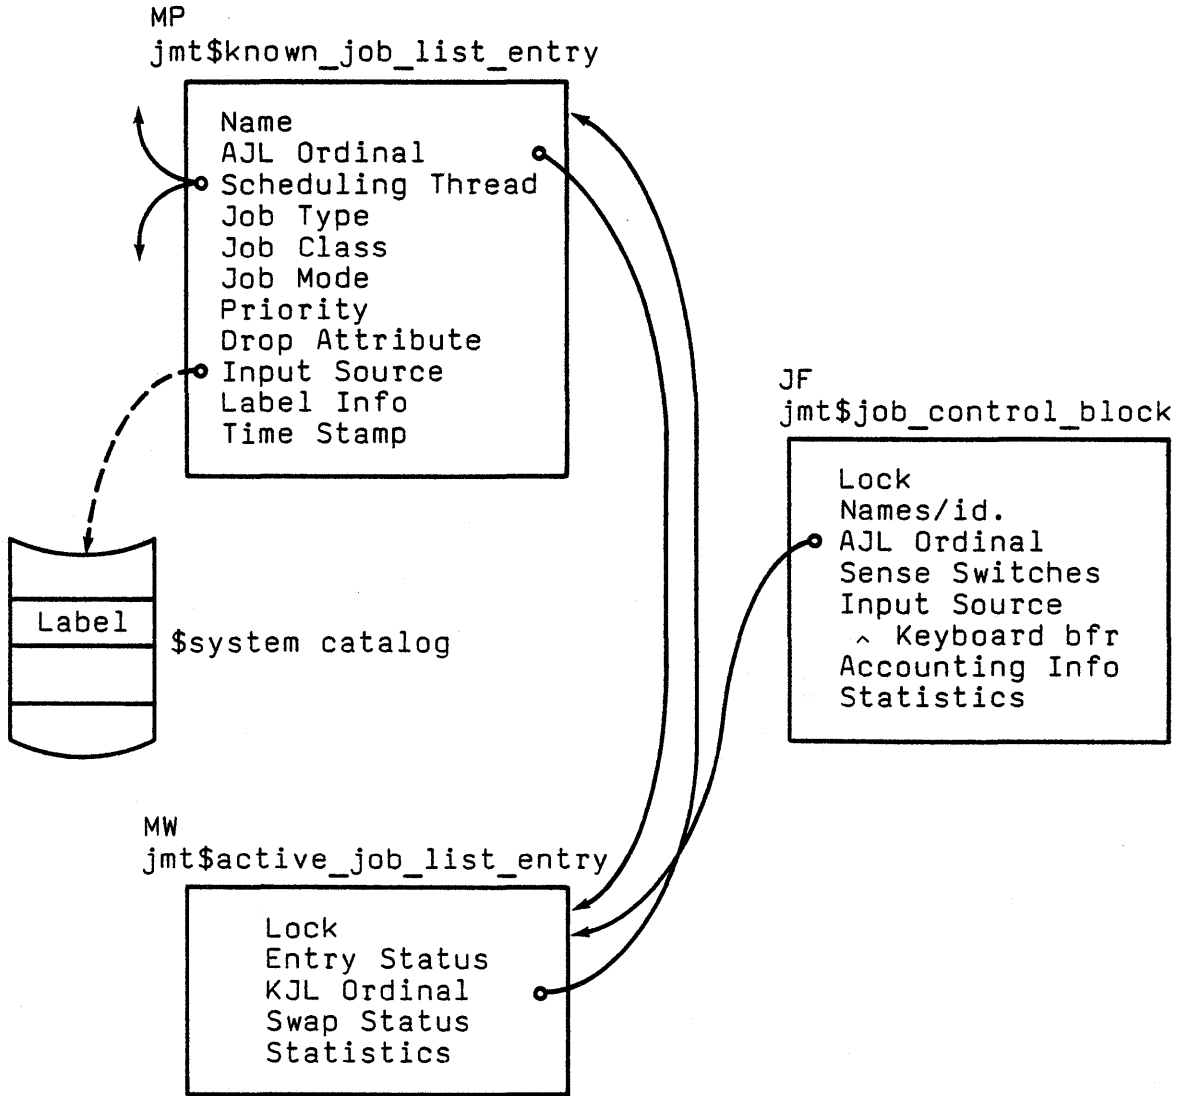 MP
jmt$known_job_list_entry
Name
AJL Ordinal
Scheduling Thread
Job Type
Job Class
Job Mode
Priority
Drop Attribute
Input Source
Label Info
Time Stamp
Label
$system catalog
JF
jmt$job_control_block
Lock
Names/id.
AJL Ordinal
Sense Switches
Input Source
^ Keyboard bfr
Accounting Info
Statistics
MW
jmt$active_job_list_entry
Lock
Entry Status
KJL Ordinal
Swap Status
Statistics